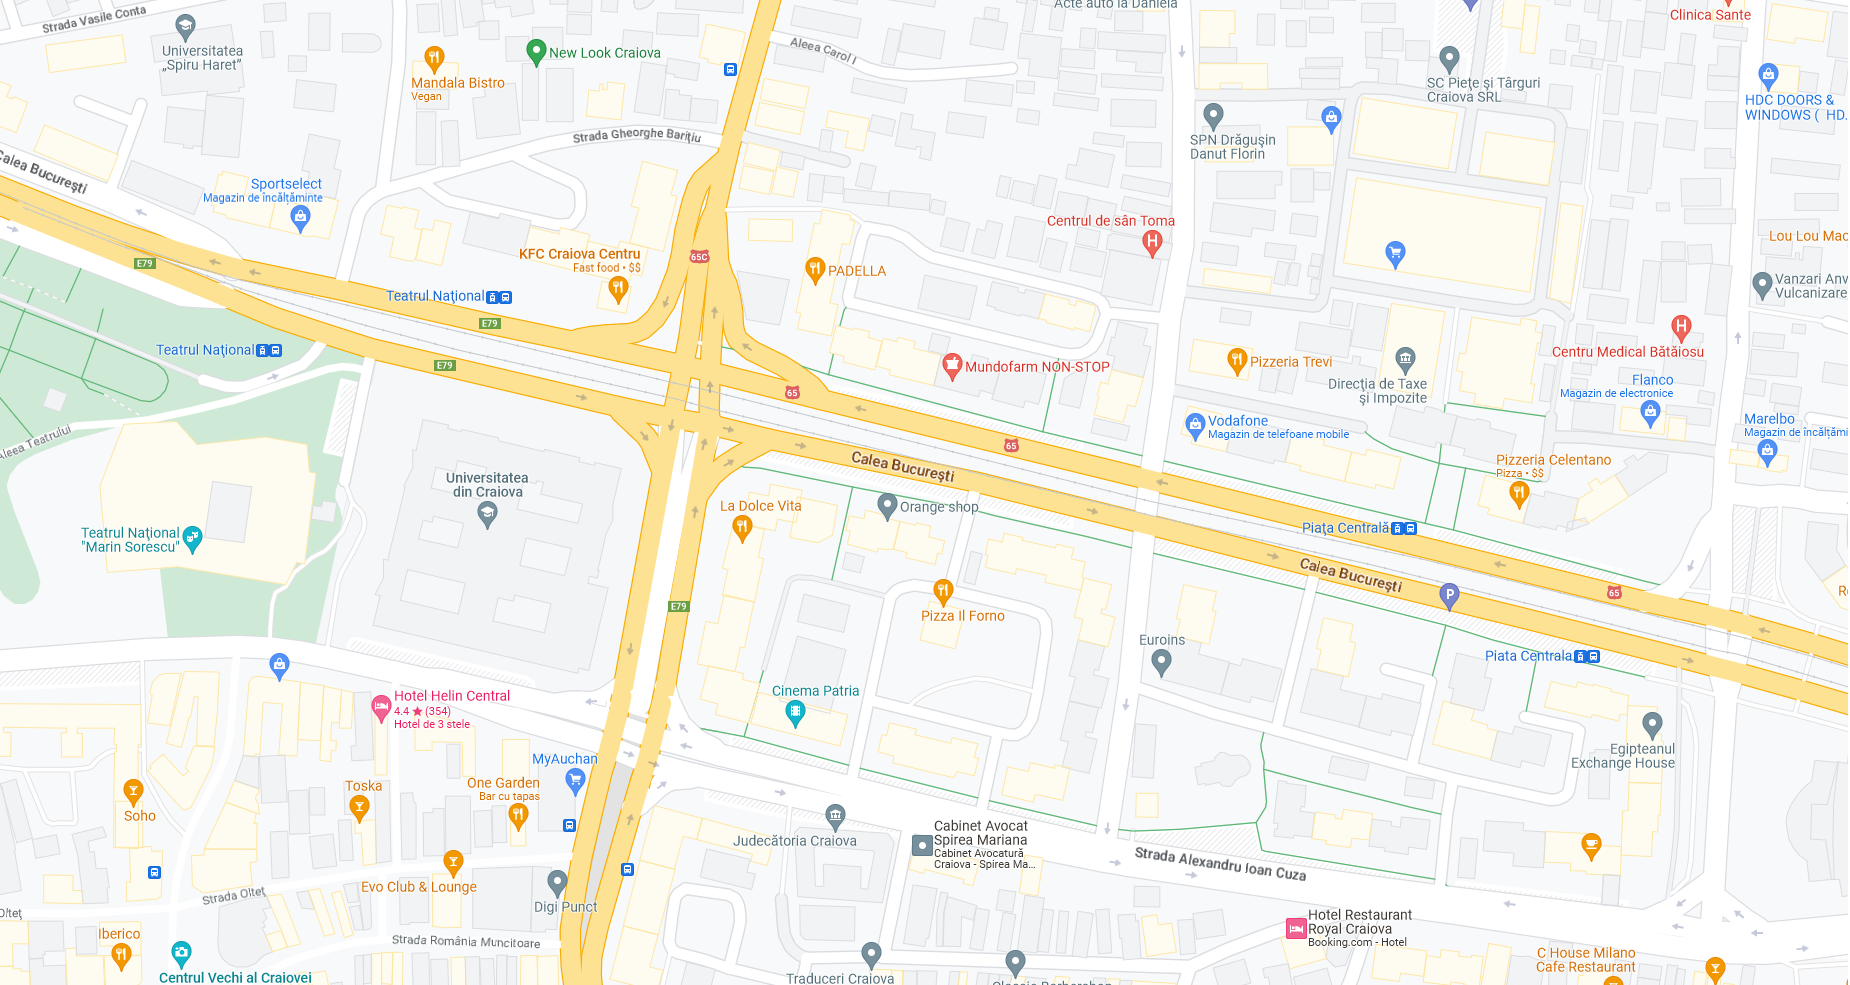 Strada Vasile Conta
Universitatea
„Spiru Haret”
Mandala Bistro
Vegan
New Look Craiova
Aleea Carol I
Acte auto la Daniela
Clinica Sante
SC Piețe și Târguri
Craiova SRL
HDC DOORS &
WINDOWS ( HD.
SPN Drăgușin
Danut Florin
Strada Gheorghe Barițiu
Calea București
Sportselect
Magazin de încălțăminte
KFC Craiova Centru
Fast food • $$
65C
PADELLA
Centrul de sân Toma
Lou Lou Mac
Vanzari Anv
Vulcanizare
E79
Teatrul Național
E79
Teatrul Național
E79
Mundofarm NON-STOP
65
Pizzeria Trevi
Direcția de Taxe
și Impozite
Centru Medical Bătăiosu
Flanco
Magazin de electronice
Vodafone
Magazin de telefoane mobile
Marelbo
Magazin de încălțămi
65
Aleea Teatrului
Calea București
Pizzeria Celentano
Pizza • $$
Universitatea
din Craiova
La Dolce Vita
Orange shop
Piața Centrală
Teatrul Național
"Marin Sorescu"
Calea București
P
65
E79
Pizza Il Forno
Euroins
Piata Centrala
Hotel Helin Central
4.4 ★ (354)
Hotel de 3 stele
Cinema Patria
Egipteanul
Exchange House
MyAuchan
One Garden
Bar cu tapas
Toska
Soho
Judecătoria Craiova
Cabinet Avocat
Spirea Mariana
Cabinet Avocatură
Craiova - Spirea Ma...
Strada Alexandru Ioan Cuza
Evo Club & Lounge
Strada Olteț
Olteț
Digi Punct
Hotel Restaurant
Royal Craiova
Booking.com - Hotel
Iberico
Strada România Muncitoare
Centrul Vechi al Craiovei
Traduceri Craiova
C House Milano
Cafe Restaurant